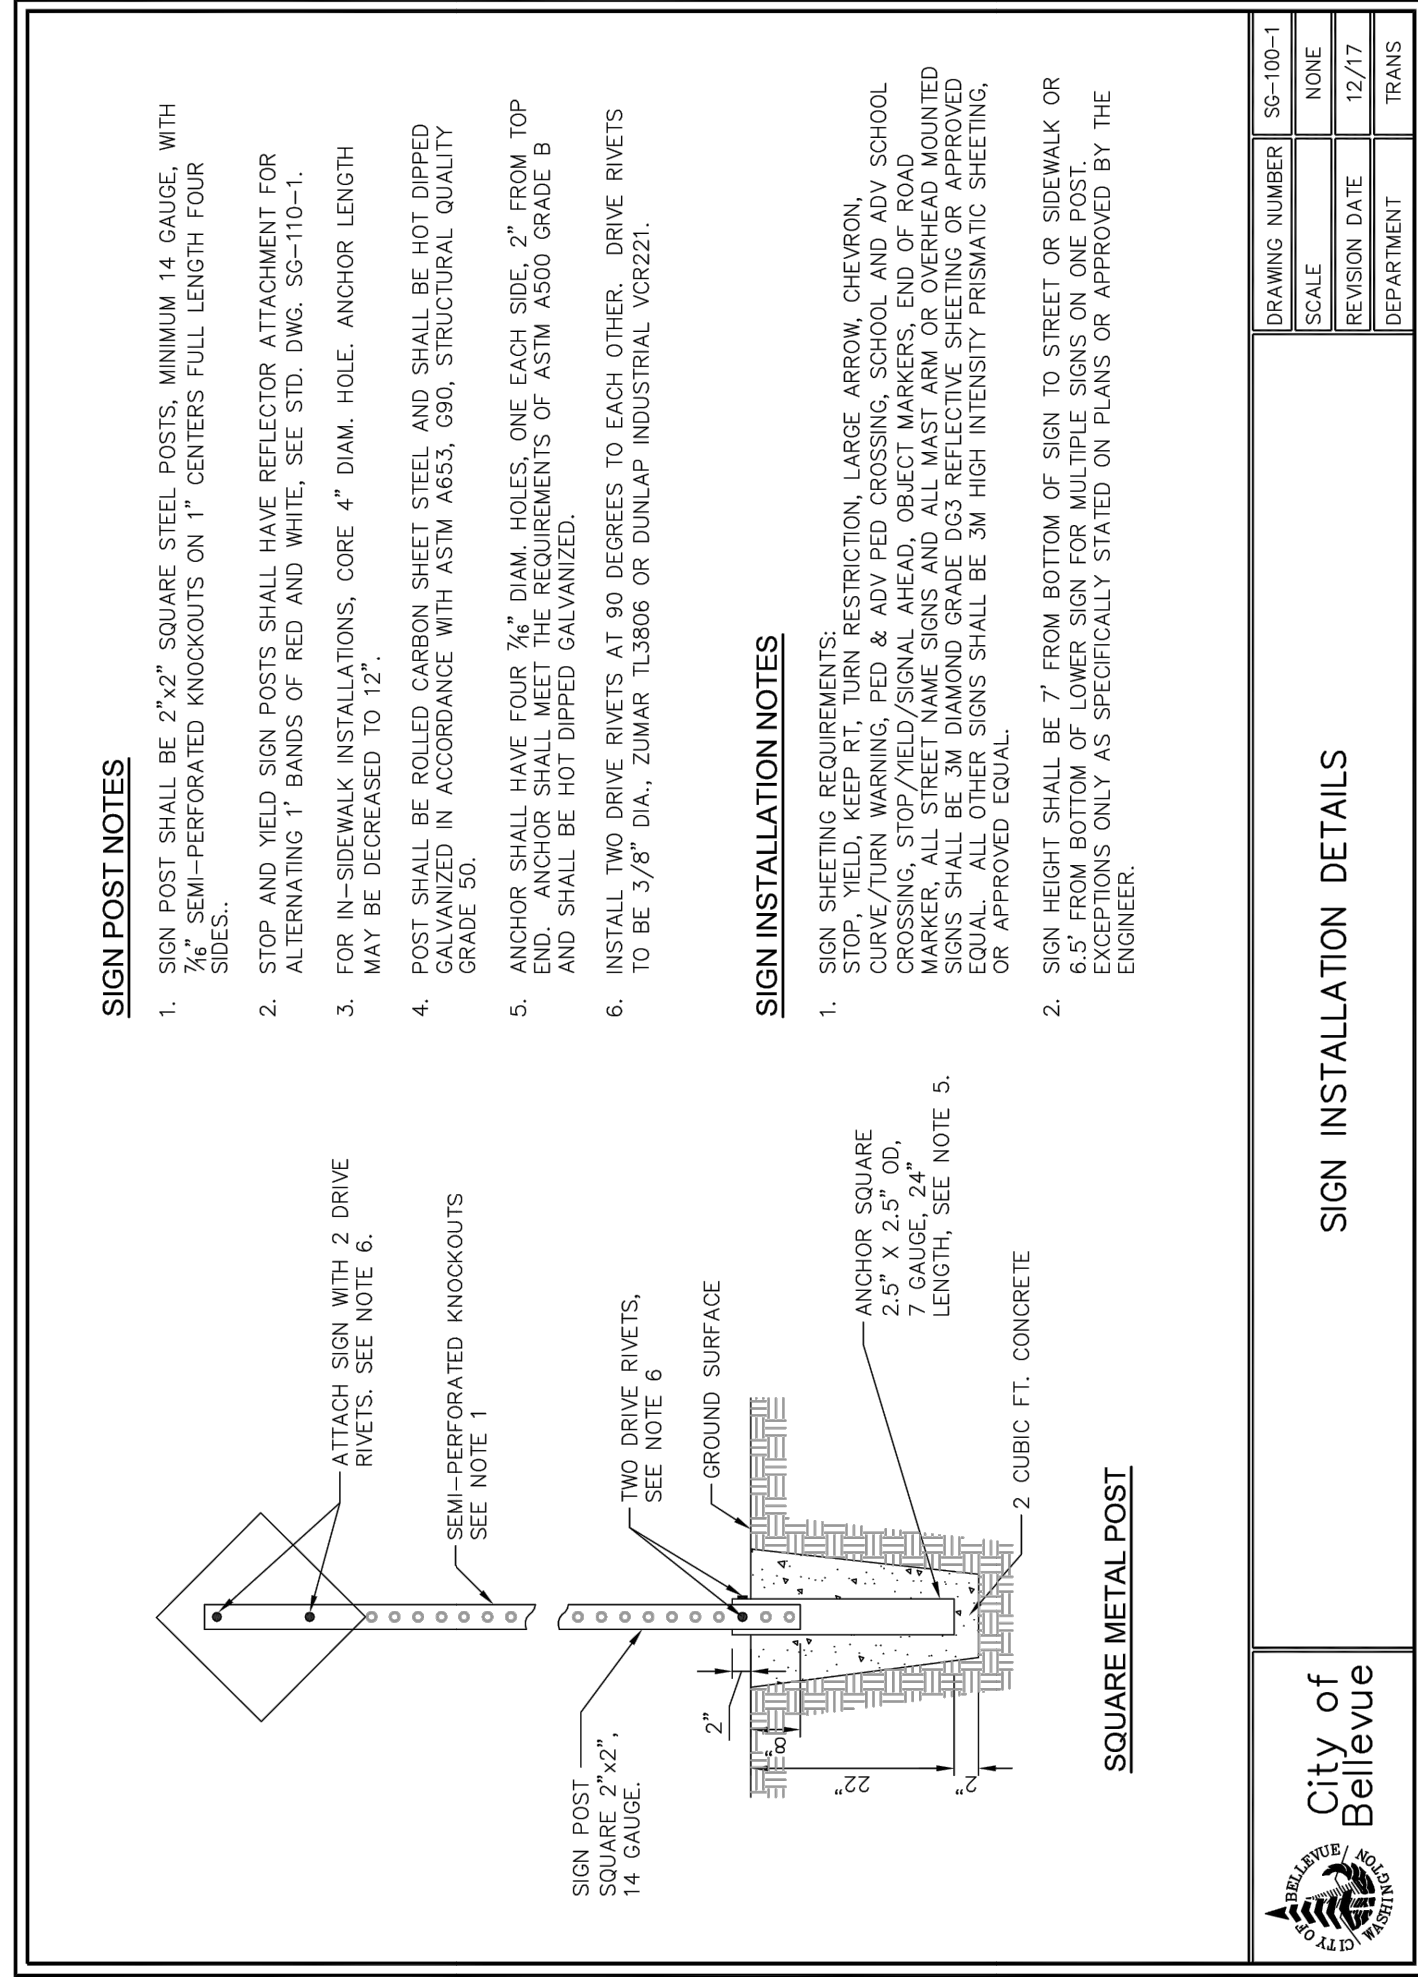 SIGN POST NOTES
1. SIGN POST SHALL BE 2"x2" SQUARE STEEL POSTS, MINIMUM 14 GAUGE, WITH
7/16" SEMI-PERFORATED KNOCKOUTS ON 1" CENTERS FULL LENGTH FOUR
SIDES..
2. STOP AND YIELD SIGN POSTS SHALL HAVE REFLECTOR ATTACHMENT FOR
ALTERNATING 1' BANDS OF RED AND WHITE, SEE STD. DWG. SG-110-1.
3. FOR IN-SIDEWALK INSTALLATIONS, CORE 4" DIAM. HOLE. ANCHOR LENGTH
MAY BE DECREASED TO 12".
4. POST SHALL BE ROLLED CARBON SHEET STEEL AND SHALL BE HOT DIPPED
GALVANIZED IN ACCORDANCE WITH ASTM A653, G90, STRUCTURAL QUALITY
GRADE 50.
5. ANCHOR SHALL HAVE FOUR 7/16" DIAM. HOLES, ONE EACH SIDE, 2" FROM TOP
END. ANCHOR SHALL MEET THE REQUIREMENTS OF ASTM A500 GRADE B
AND SHALL BE HOT DIPPED GALVANIZED.
6. INSTALL TWO DRIVE RIVETS AT 90 DEGREES TO EACH OTHER. DRIVE RIVETS
TO BE 3/8" DIA., ZUMAR TL3806 OR DUNLAP INDUSTRIAL VCR221.
SIGN INSTALLATION NOTES
1. SIGN SHEETING REQUIREMENTS:
STOP, YIELD, KEEP RT, TURN RESTRICTION, LARGE ARROW, CHEVRON,
CURVE/TURN WARNING, PED & ADV PED CROSSING, SCHOOL AND ADV SCHOOL
CROSSING, STOP/YIELD/SIGNAL AHEAD, OBJECT MARKERS, END OF ROAD
MARKER, ALL STREET NAME SIGNS AND ALL MAST ARM OR OVERHEAD MOUNTED
SIGNS SHALL BE 3M DIAMOND GRADE DG3 REFLECTIVE SHEETING OR APPROVED
EQUAL. ALL OTHER SIGNS SHALL BE 3M HIGH INTENSITY PRISMATIC SHEETING,
OR APPROVED EQUAL.
2. SIGN HEIGHT SHALL BE 7' FROM BOTTOM OF SIGN TO STREET OR SIDEWALK OR
6.5' FROM BOTTOM OF LOWER SIGN FOR MULTIPLE SIGNS ON ONE POST.
EXCEPTIONS ONLY AS SPECIFICALLY STATED ON PLANS OR APPROVED BY THE
ENGINEER.
ATTACH SIGN WITH 2 DRIVE
RIVETS. SEE NOTE 6.
SEMI-PERFORATED KNOCKOUTS
SEE NOTE 1
SIGN POST
SQUARE 2"x2",
14 GAUGE.
TWO DRIVE RIVETS,
SEE NOTE 6
GROUND SURFACE
2"
8"
22"
2"
ANCHOR SQUARE
2.5" X 2.5" OD,
7 GAUGE, 24"
LENGTH, SEE NOTE 5.
2 CUBIC FT. CONCRETE
SQUARE METAL POST
CITY OF BELLEVUE
WASHINGTON
City of
Bellevue
SIGN INSTALLATION DETAILS
DRAWING NUMBER SG-100-1
SCALE NONE
REVISION DATE 12/17
DEPARTMENT TRANS